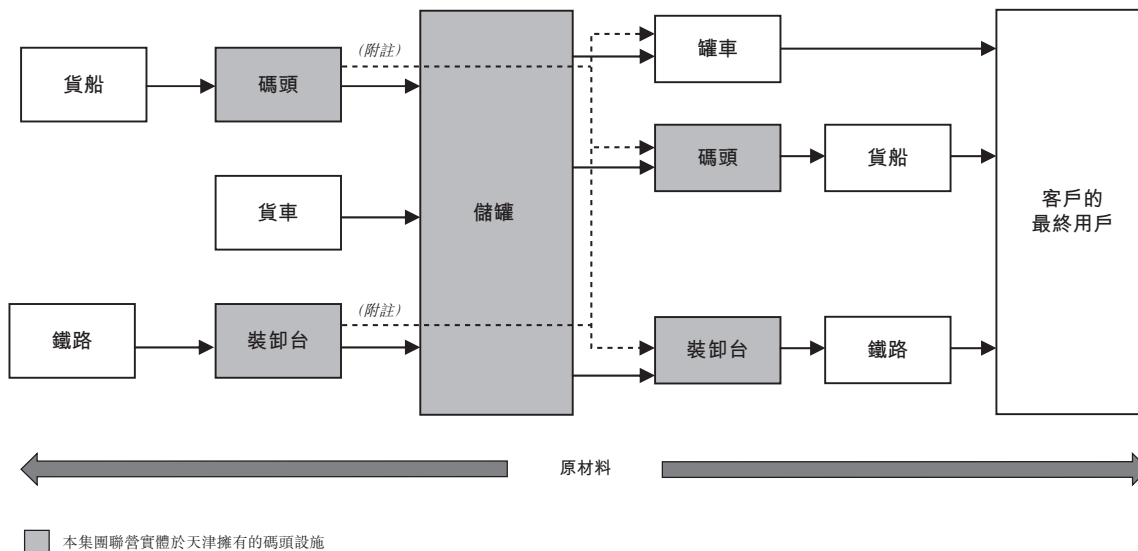 (附註)
罐車
貨船
碼頭
碼頭
貨船
貨車
儲罐
客戶的
最終用戶
(附註)
鐵路
裝卸台
裝卸台
鐵路
原材料
本集團聯營實體於天津擁有的碼頭設施